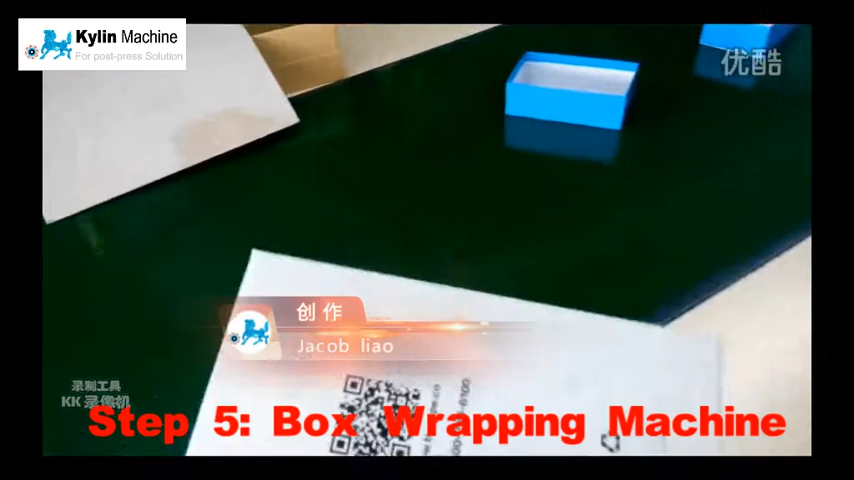 Kylin Machine
For post-press Solution
优酷
创作
Jacob liao
录制工具
KK 录像机
Step 5: Box Wrapping Machine